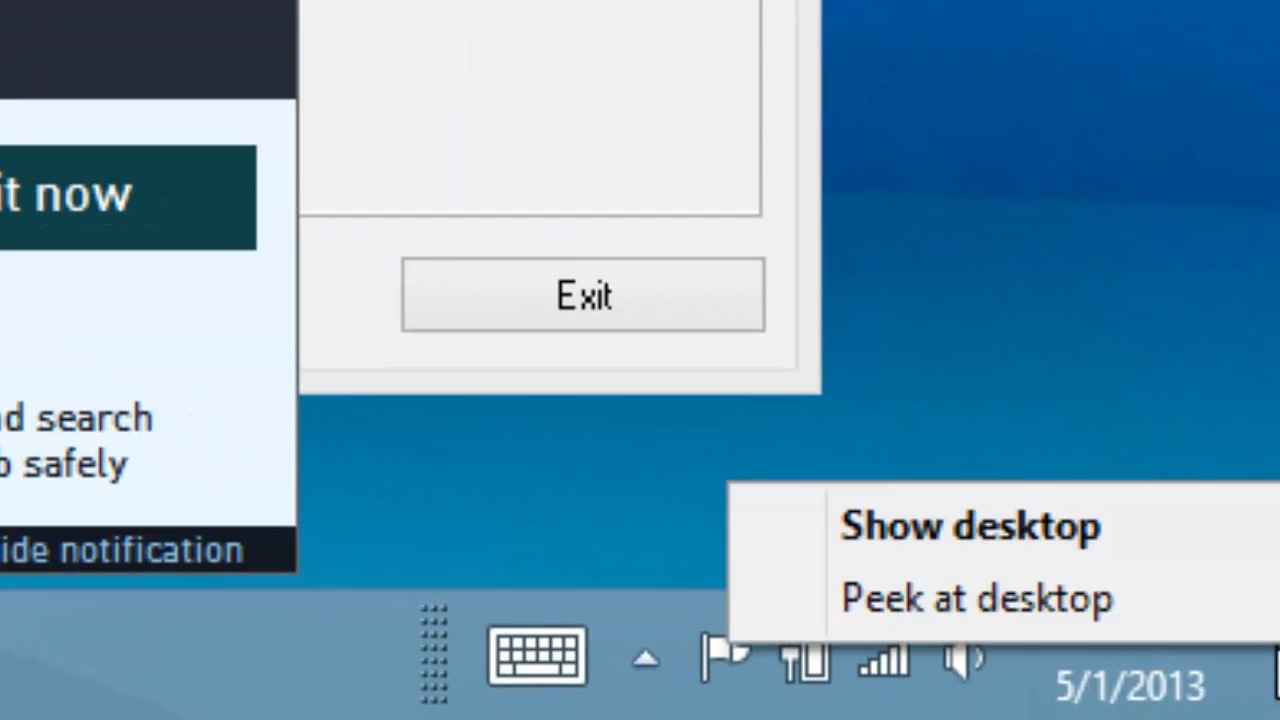 it now
Exit
search
safely
ide notification
Show desktop
Peek at desktop
5/1/2013